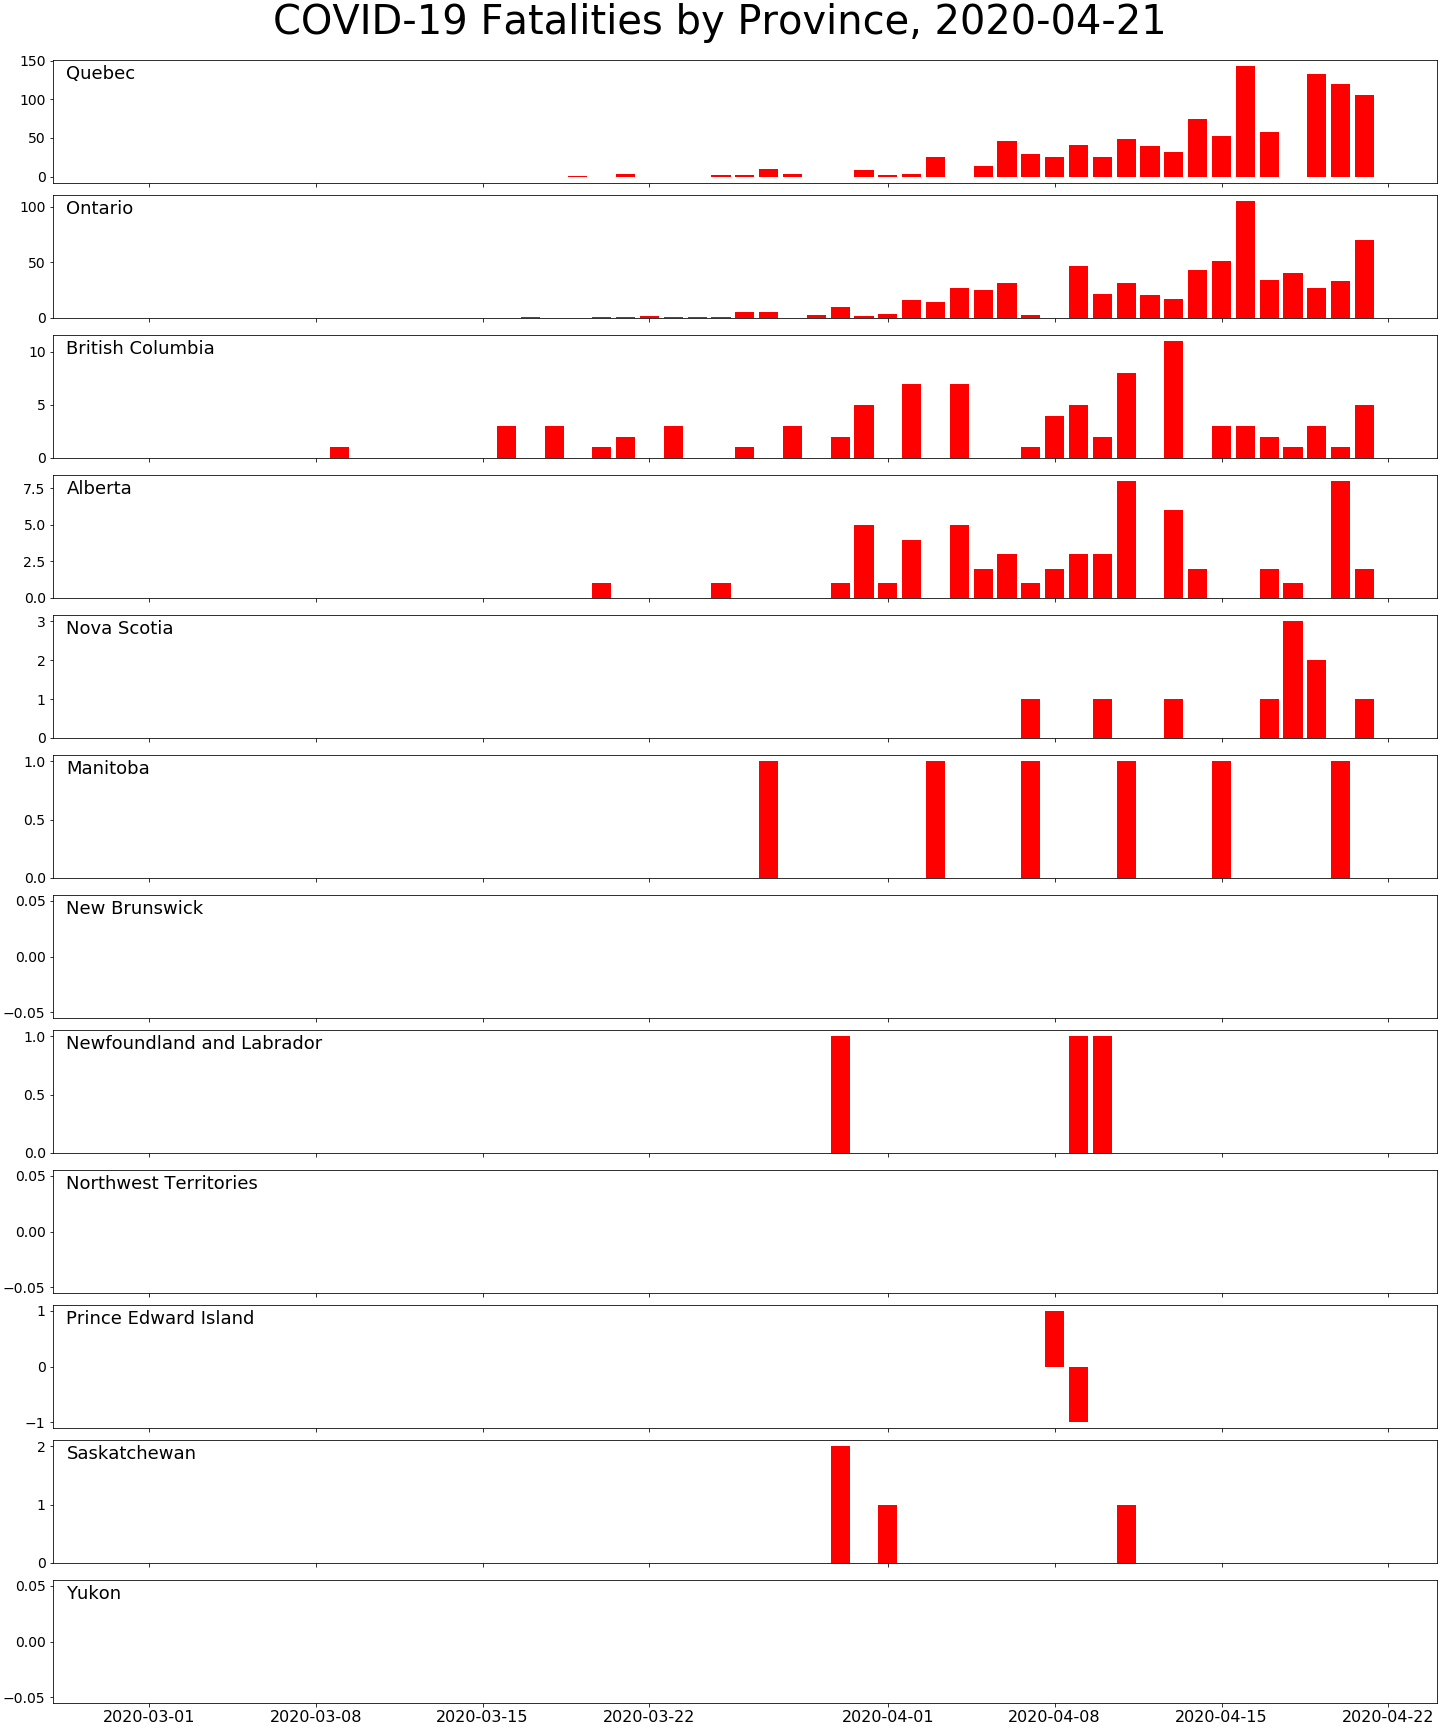 COVID-19 Fatalities by Province, 2020-04-21
Quebec
150
100
50
0
Ontario
100
50
0
British Columbia
10
5
0
Alberta
7.5
5.0
2.5
0.0
Nova Scotia
3
2
1
0
Manitoba
1.0
0.5
0.0
New Brunswick
0.05
0.00
−0.05
Newfoundland and Labrador
1.0
0.5
0.0
Northwest Territories
0.05
0.00
−0.05
Prince Edward Island
1
0
−1
Saskatchewan
2
1
0
Yukon
0.05
0.00
−0.05
2020-03-01 2020-03-08 2020-03-15 2020-03-22 2020-04-01 2020-04-08 2020-04-15 2020-04-22